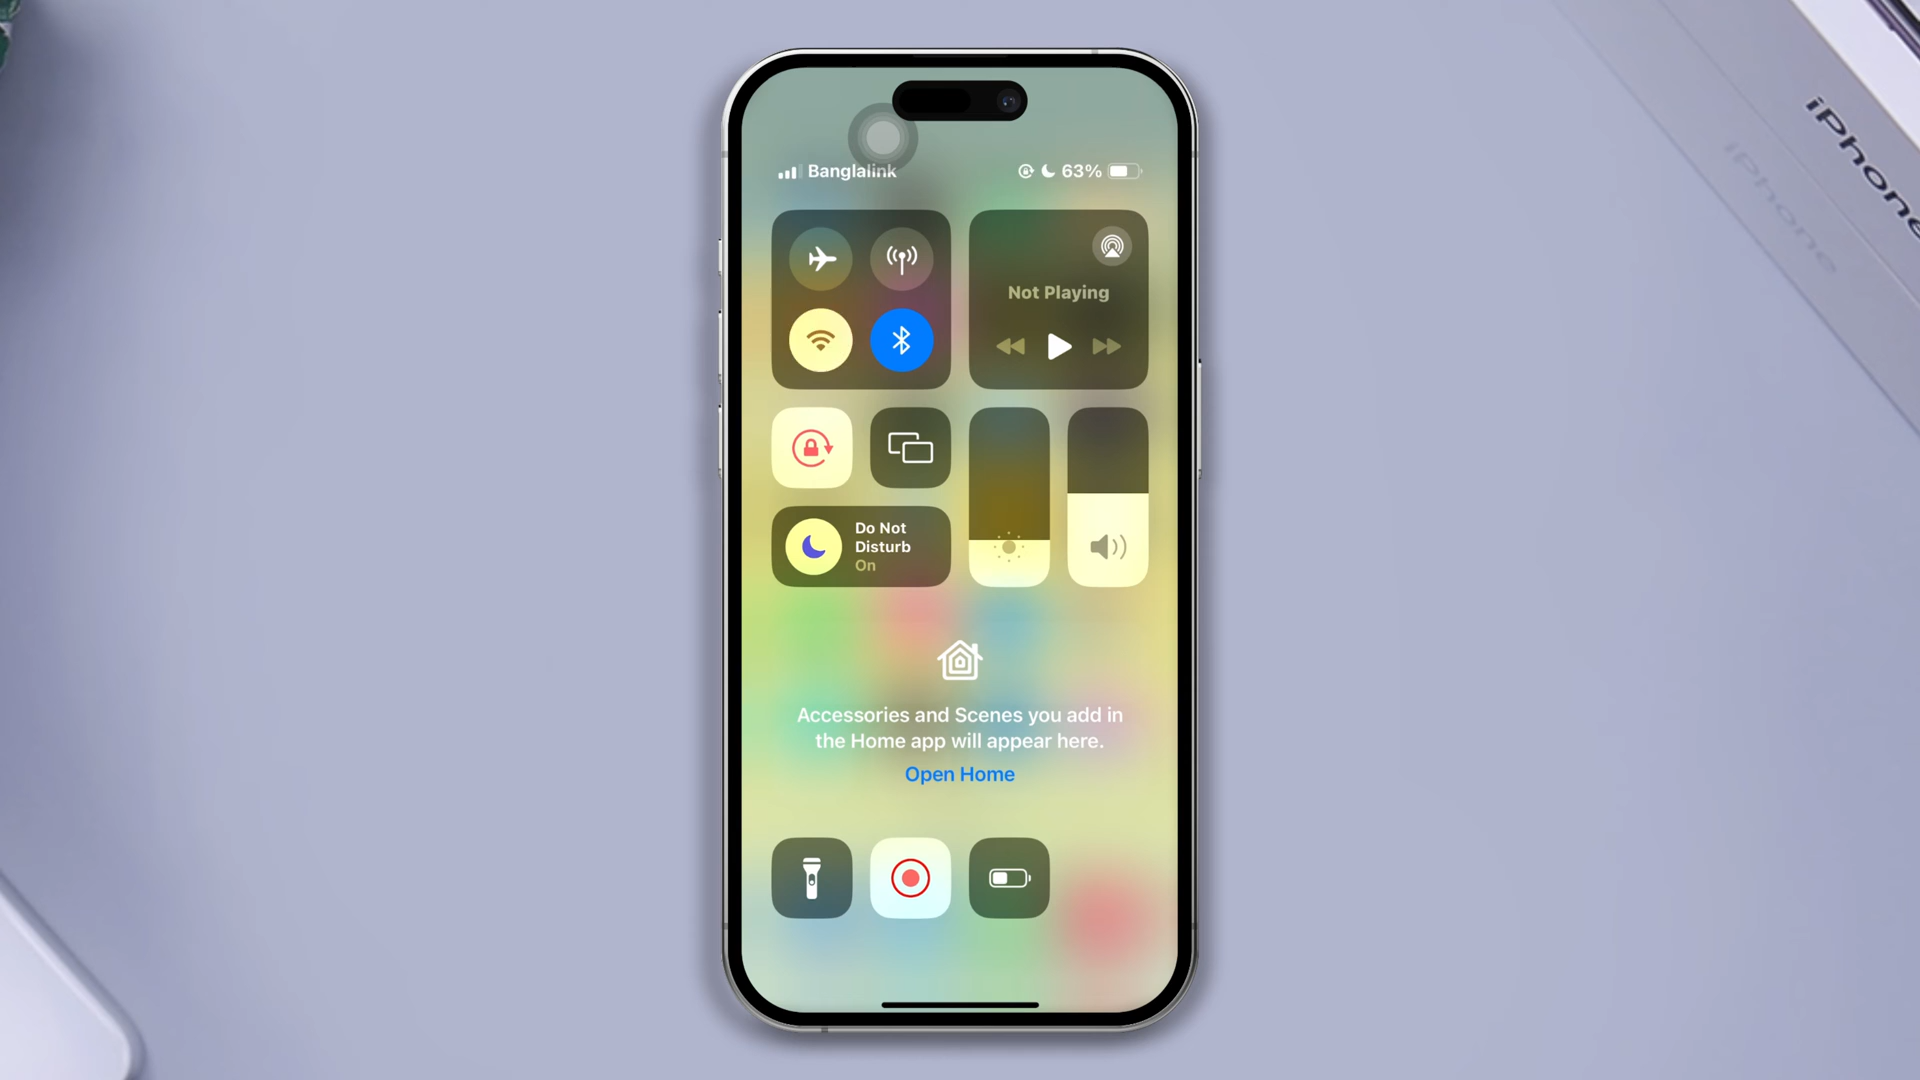 Banglalink
63%
Not Playing
Do Not
Disturb
On
Accessories and Scenes you add in
the Home app will appear here.
Open Home
iPhone
iPhone